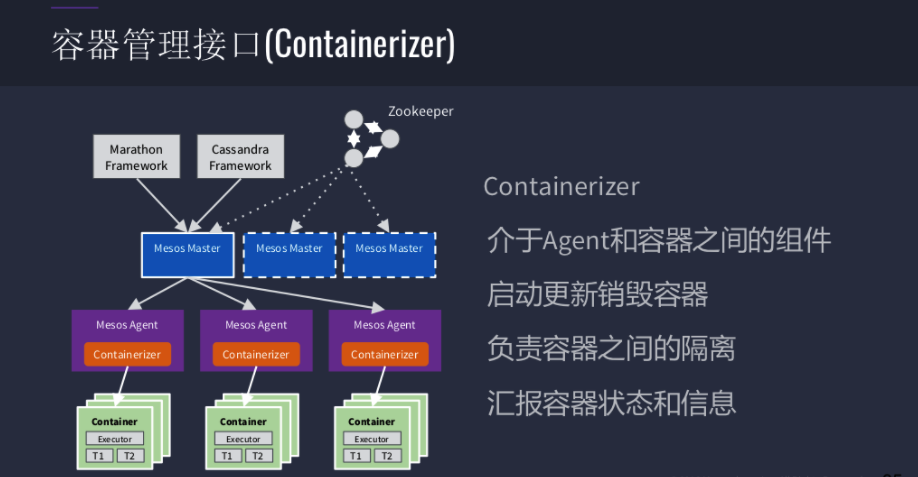 容器管理接口(Containerizer)
Zookeeper
Marathon
Framework
Cassandra
Framework
Mesos Master
Mesos Master
Mesos Master
Mesos Agent
Containerizer
Mesos Agent
Containerizer
Mesos Agent
Containerizer
Container
Executor
T1
T2
Container
Executor
T1
T2
Container
Executor
T1
T2
Containerizer
介于Agent和容器之间的组件
启动更新销毁容器
负责容器之间的隔离
汇报容器状态和信息